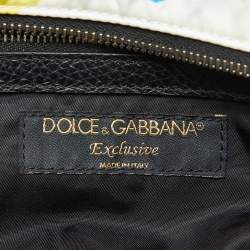 DOLCE & GABBANA®
Exclusive
MADE IN ITALY